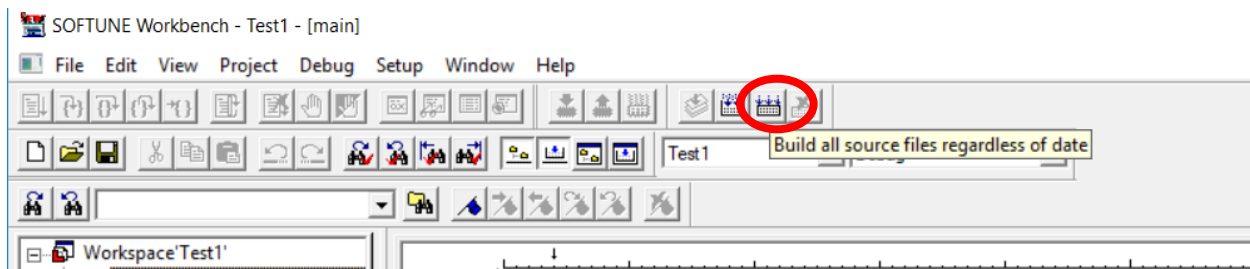 SOFTUNE Workbench - Test1 - [main]
File Edit View Project Debug Setup Window Help
Test1
Build all source files regardless of date
Workspace'Test1'